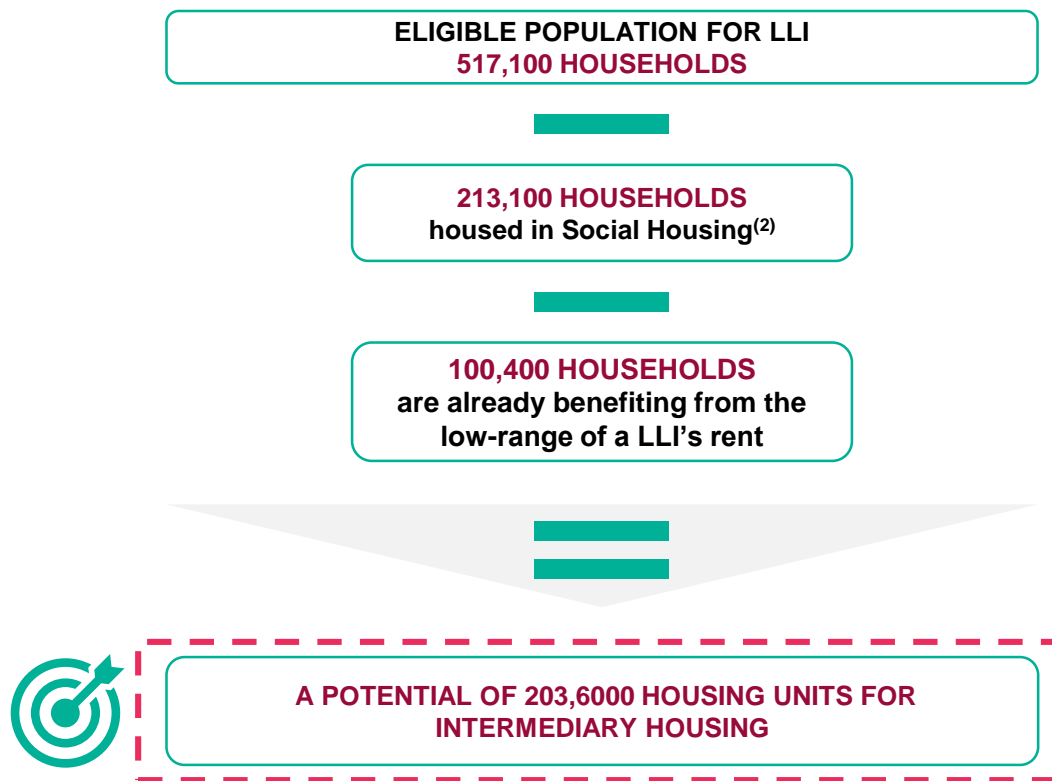 ELIGIBLE POPULATION FOR LLI
517,100 HOUSEHOLDS
213,100 HOUSEHOLDS
housed in Social Housing(2)
100,400 HOUSEHOLDS
are already benefiting from the
low-range of a LLI's rent
A POTENTIAL OF 203,6000 HOUSING UNITS FOR
INTERMEDIARY HOUSING